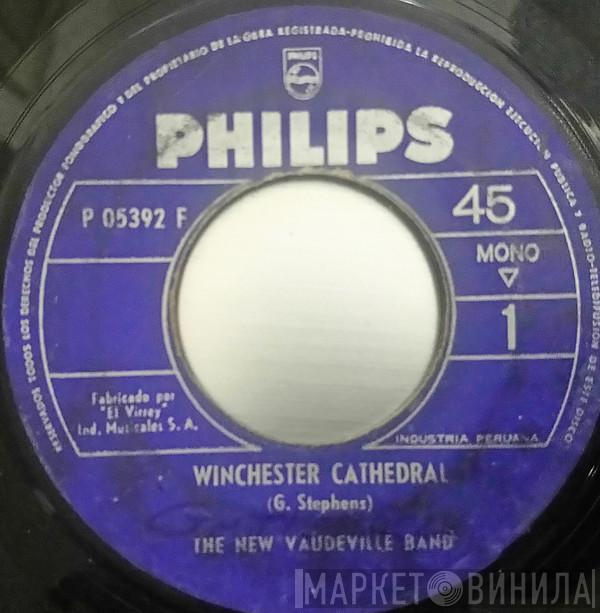 RESERVADOS TODOS LOS DERECHOS DEL PRODUCTOR FONOGRAFICO Y DEL PROPIETARIO DE LA OBRA REGISTRADA-PROHIBIDA LA REPRODUCCION EJECUCION PUBLICA Y RADIO-TELEDIFUSION DE ESTE DISCO
PHILIPS
PHILIPS
P 05392 F
45
MONO
1
Fabricado por
"El Virrey"
Ind. Musicales S. A.
INDUSTRIA PERUANA
WINCHESTER CATHEDRAL
(G. Stephens)
THE NEW VAUDEVILLE BAND
МАРКЕТ ВИНИЛА